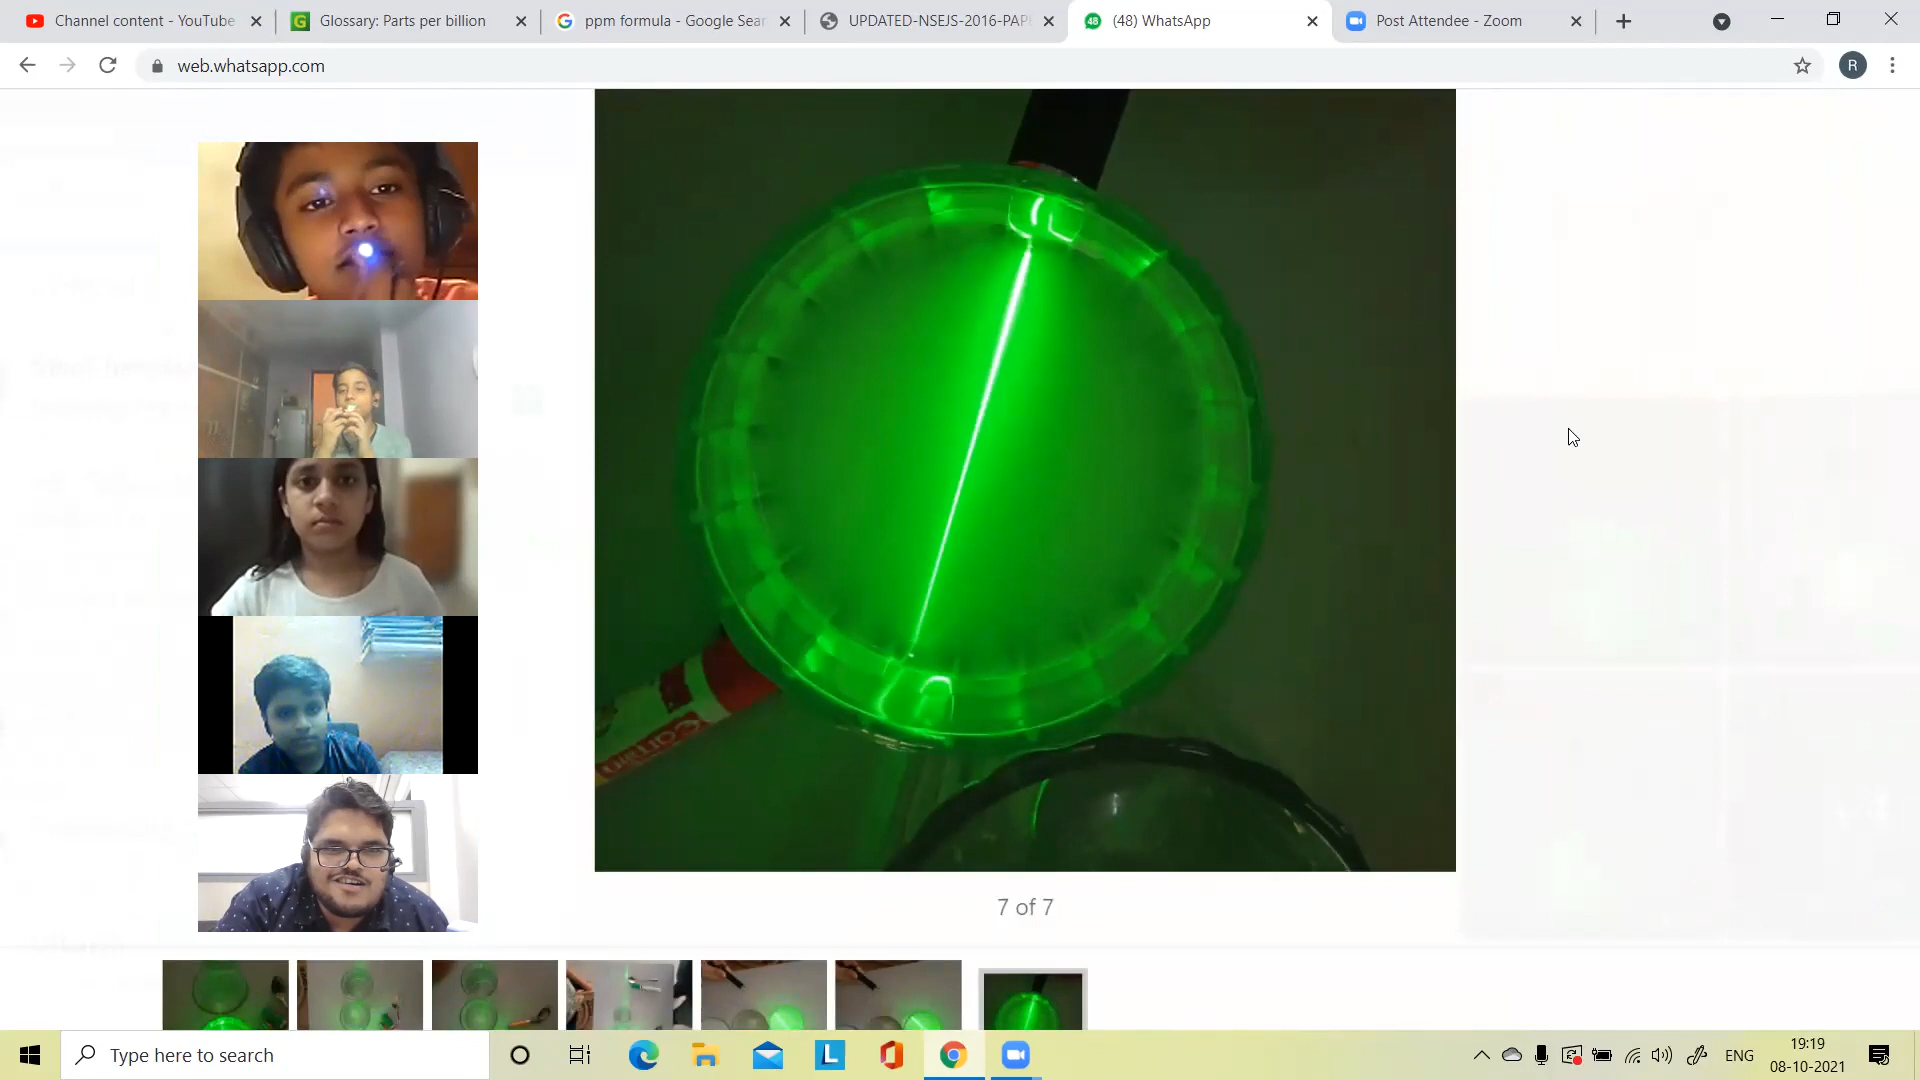 Channel content - YouTube
Glossary: Parts per billion
ppm formula - Google Sear
UPDATED-NSEJS-2016-PAP
(48) WhatsApp
Post Attendee - Zoom
web.whatsapp.com
R
Camlin
7 of 7
Type here to search
L
ENG
19:19
08-10-2021